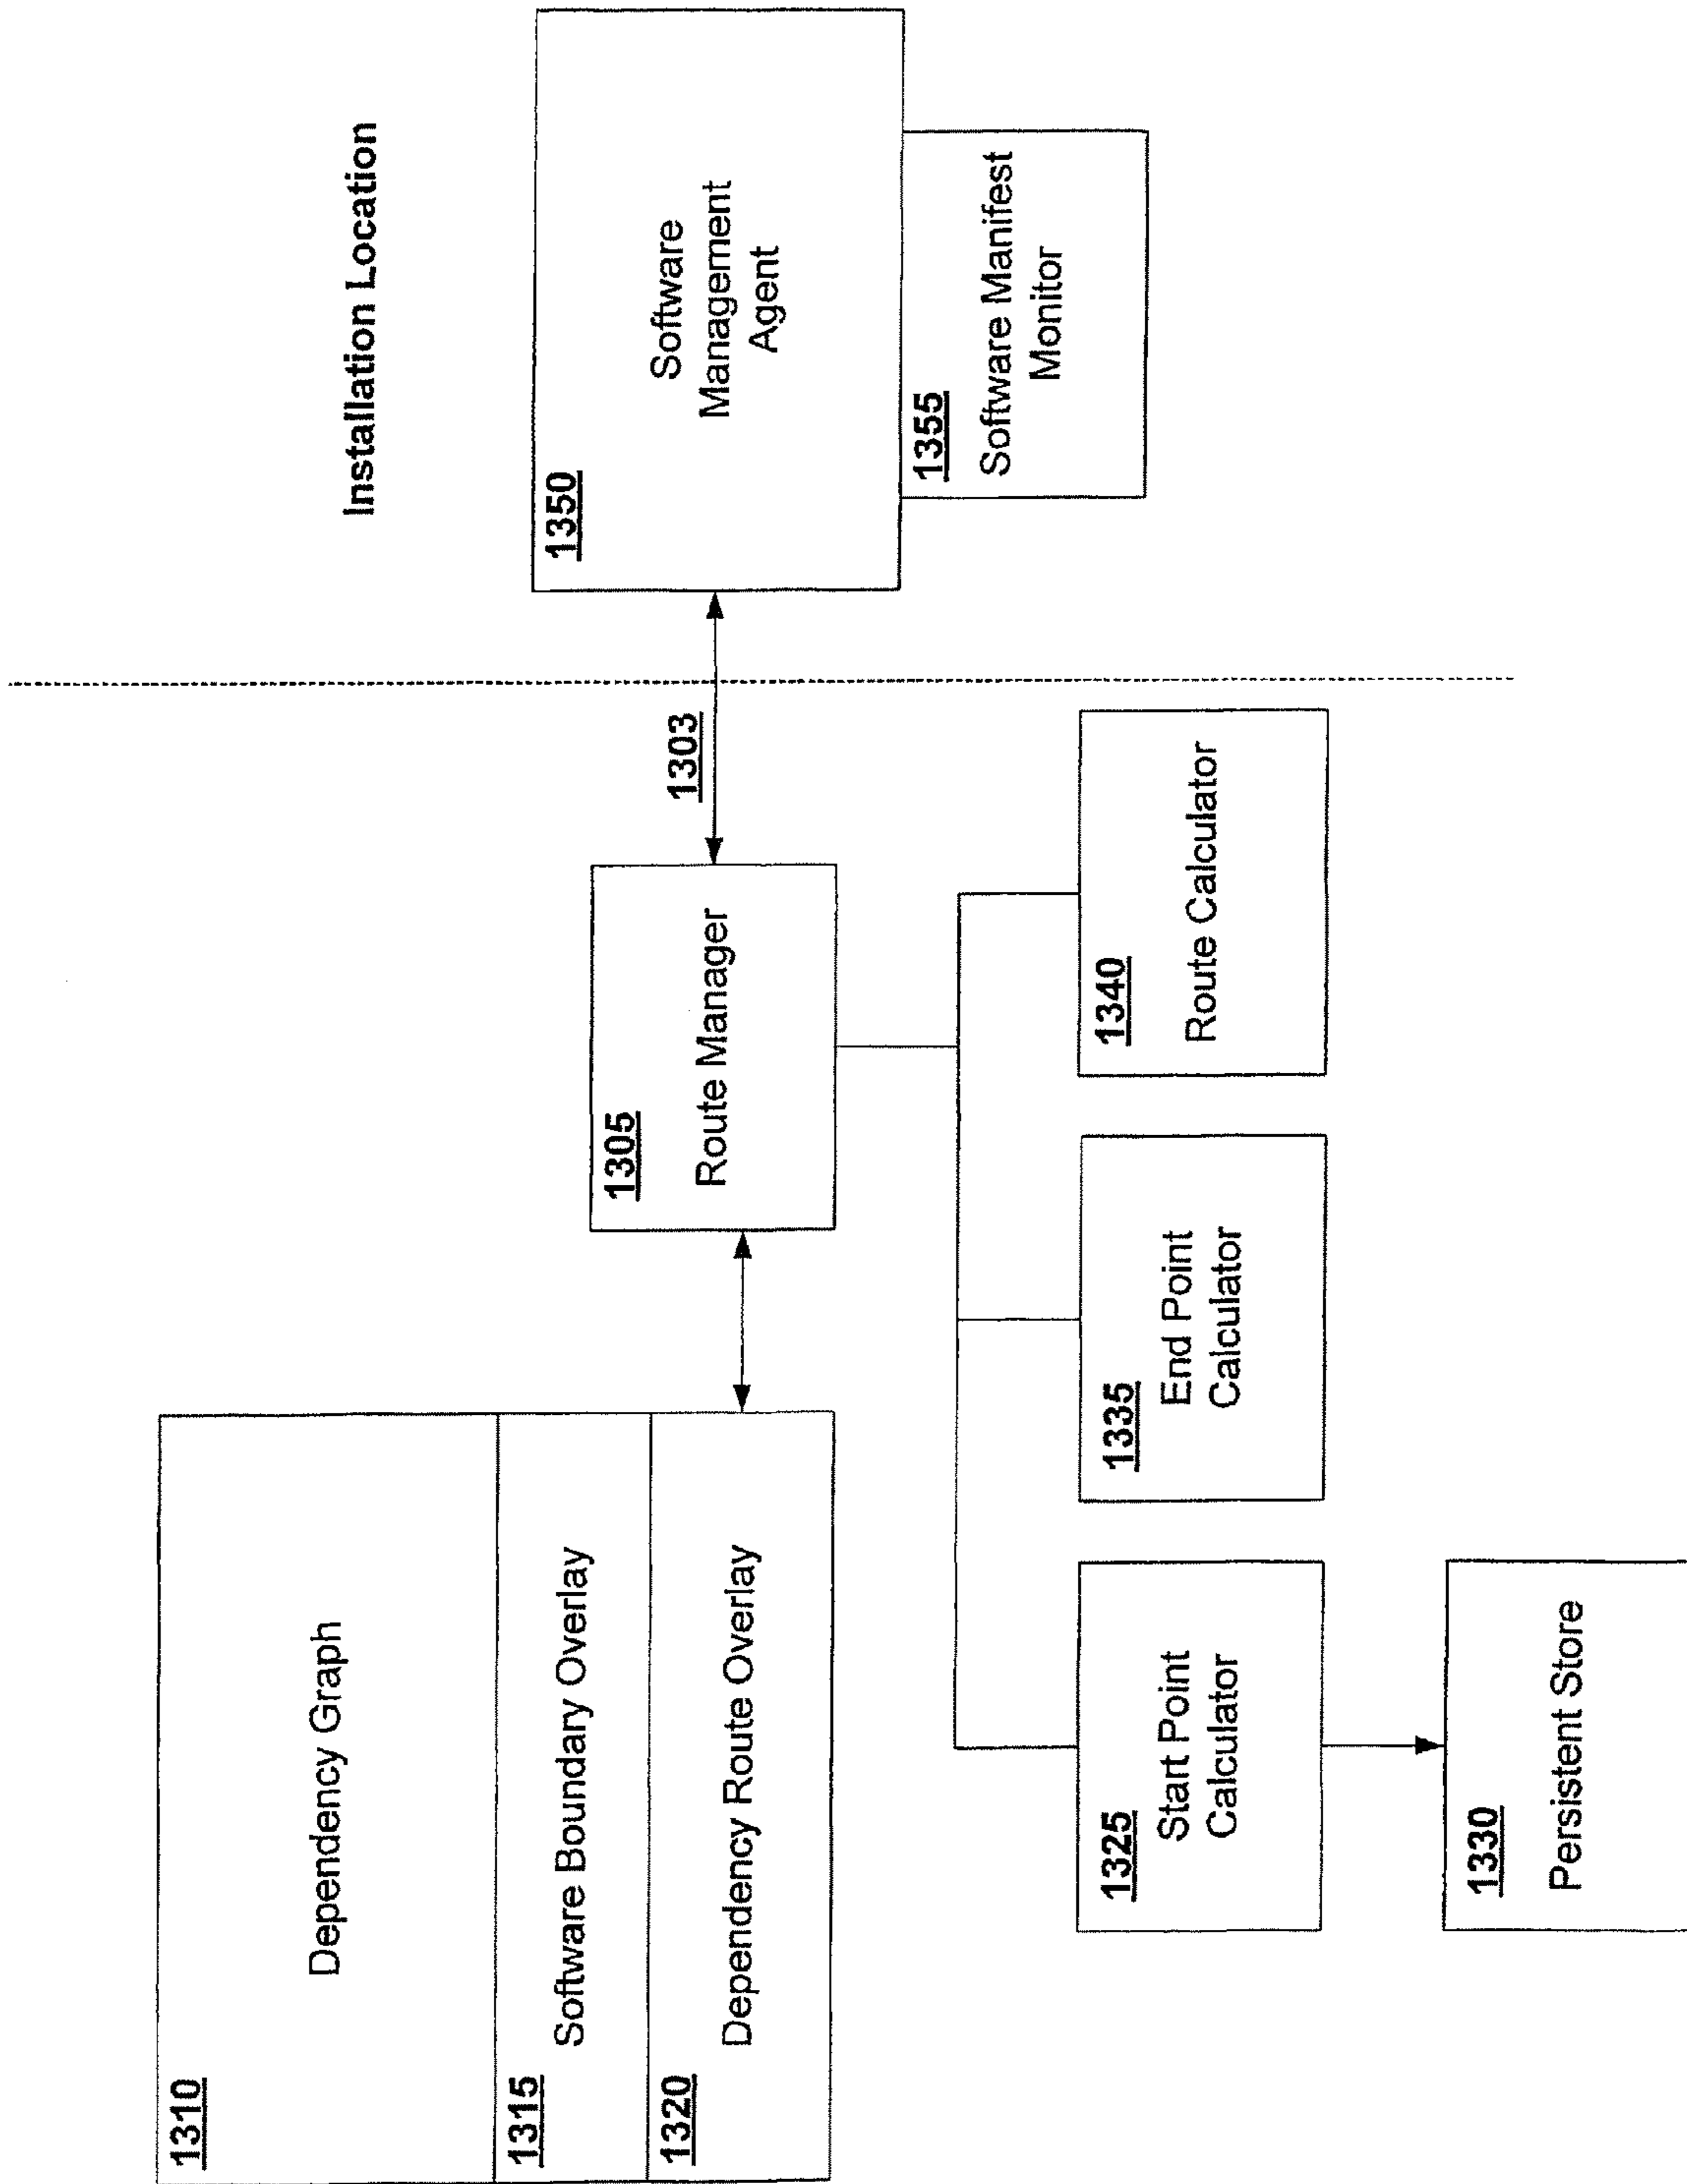 Installation Location
1310
Dependency Graph
1315
Software Boundary Overlay
1320
Dependency Route Overlay
1305
Route Manager
1303
1350
Software
Management
Agent
1355
Software Manifest
Monitor
1325
Start Point
Calculator
1335
End Point
Calculator
1340
Route Calculator
1330
Persistent Store